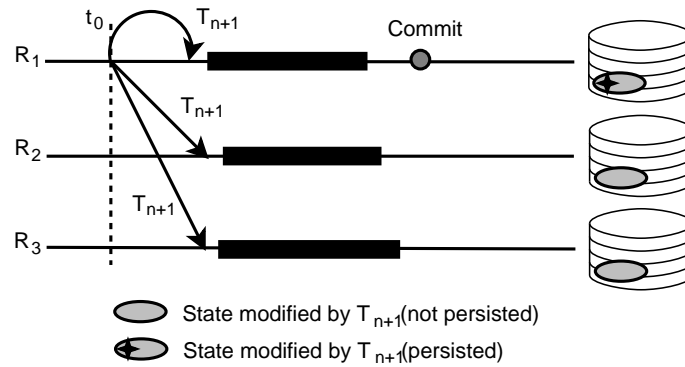 t0
Tn+1
Commit
R1
Tn+1
R2
Tn+1
R3
State modified by Tn+1(not persisted)
State modified by Tn+1(persisted)